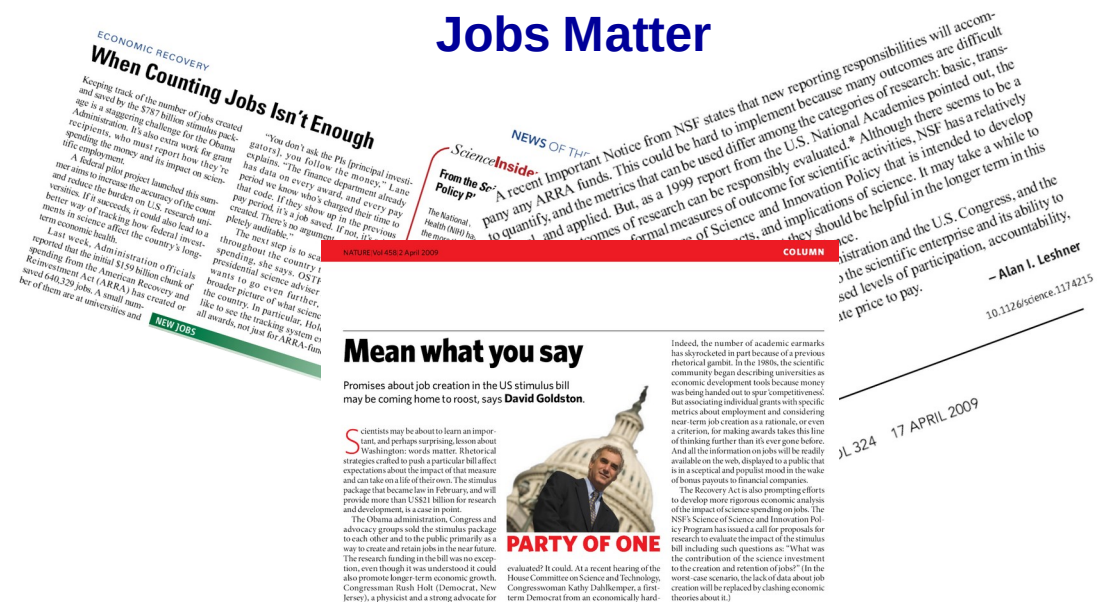 Jobs Matter
ECONOMIC RECOVERY
When Counting Jobs Isn't Enough
Keeping track of the number of jobs created
and saved by the $787 billion stimulus pack-
age is a staggering challenge for the Obama
Administration. It's also extra work for grant
recipients, who must report how they're
spending the money and its impact on scien-
tific employment.
A federal pilot project launched this sum-
mer aims to increase the accuracy of the count
and reduce the burden on U.S. research uni-
versities. If it succeeds, it could also lead to a
better way of tracking how federal invest-
ments in science affect the country's long-
term economic health.
Last week, Administration officials
reported that the initial $159 billion chunk of
spending from the American Recovery and
Reinvestment Act (ARRA) has created or
saved 640,329 jobs. A small num-
ber of them are at universities and
"You don't ask the PIs [principal investi-
gators], you follow the money," Lane
explains. "The finance department already
has data on every award, and every pay
period we know who's charged their time to
that code. If they show up in the previous
pay period, it's a job saved. If not, it's
created. There's no argument
pletely auditable."
The next step is to sca
throughout the country
spending, she says. OST
presidential science adviser
wants to go even further,
broader picture of what scienc
the country. In particular, Hol
like to see the tracking system e
all awards, not just for ARRA-fun
NEW JOBS
NEWS OF THE
ScienceInside
From the Sc
Policy
The National
Health (NIH) ha
the more
A recent Important Notice from NSF states that new reporting responsibilities will accom-
pany any ARRA funds. This could be hard to implement because many outcomes are difficult
to quantify, and the metrics that can be used differ among the categories of research: basic, trans-
and applied. But, as a 1999 report from the U.S. National Academies pointed out, the
comes of research can be responsibly evaluated.* Although there seems to be a
formal measures of outcome for scientific activities, NSF has a relatively
of Science and Innovation Policy that is intended to develop
cts, and implications of science. It may take a while to
they should be helpful in the longer term in this
nce.
nistration and the U.S. Congress, and the
o the scientific enterprise and its ability to
sed levels of participation, accountability,
ate price to pay.
– Alan I. Leshner
10.1126/science.1174215
OL 324 17 APRIL 2009
NATURE|Vol 458|2 April 2009
COLUMN
Mean what you say
Promises about job creation in the US stimulus bill
may be coming home to roost, says David Goldston.
Scientists may be about to learn an impor-
tant, and perhaps surprising, lesson about
Washington: words matter. Rhetorical
strategies crafted to push a particular bill affect
expectations about the impact of that measure
and can take on a life of their own. The stimulus
package that became law in February, and will
provide more than US$21 billion for research
and development, is a case in point.
The Obama administration, Congress and
advocacy groups sold the stimulus package
to each other and to the public primarily as a
way to create and retain jobs in the near future.
The research funding in the bill was no excep-
tion, even though it was understood it could
also promote longer-term economic growth.
Congressman Rush Holt (Democrat, New
Jersey), a physicist and a strong advocate for
PARTY OF ONE
evaluated? It could. At a recent hearing of the
House Committee on Science and Technology,
Congresswoman Kathy Dahlkemper, a first-
term Democrat from an economically hard-
Indeed, the number of academic earmarks
has skyrocketed in part because of a previous
rhetorical gambit. In the 1980s, the scientific
community began describing universities as
economic development tools because money
was being handed out to spur 'competitiveness'.
But associating individual grants with specific
metrics about employment and considering
near-term job creation as a rationale, or even
a criterion, for making awards takes this line
of thinking further than it's ever gone before.
And all the information on jobs will be readily
available on the web, displayed to a public that
is in a sceptical and populist mood in the wake
of bonus payouts to financial companies.
The Recovery Act is also prompting efforts
to develop more rigorous economic analysis
of the impact of science spending on jobs. The
NSF's Science of Science and Innovation Pol-
icy Program has issued a call for proposals for
research to evaluate the impact of the stimulus
bill including such questions as: "What was
the contribution of the science investment
to the creation and retention of jobs?" (In the
worst-case scenario, the lack of data about job
creation will be replaced by clashing economic
theories about it.)